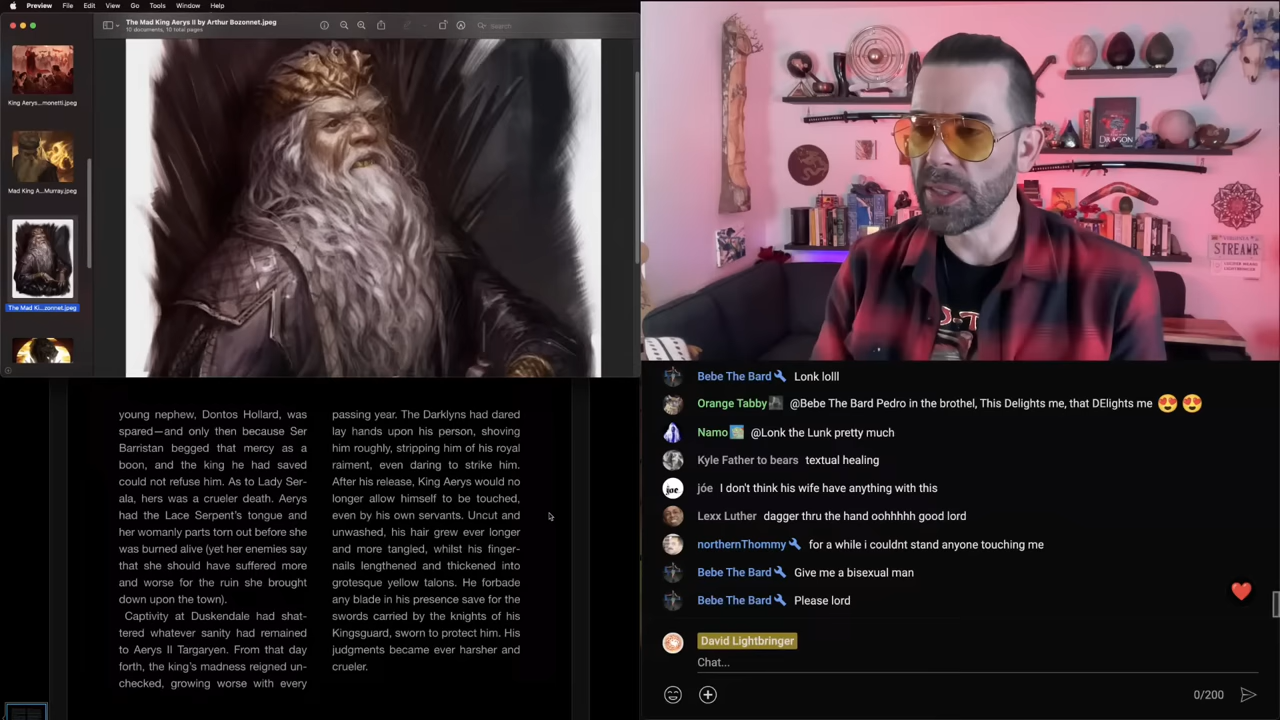 Preview File Edit View Go Tools Window Help
The Mad King Aerys II by Arthur Bozonnet.jpeg
10 documents, 10 total pages
Search
King Aerys...monetti.jpeg
Mad King A...Murray.jpeg
The Mad Ki...zonnet.jpeg
young nephew, Dontos Hollard, was
spared—and only then because Ser
Barristan begged that mercy as a
boon, and the king he had saved
could not refuse him. As to Lady Ser-
ala, hers was a crueler death. Aerys
had the Lace Serpent's tongue and
her womanly parts torn out before she
was burned alive (yet her enemies say
that she should have suffered more
and worse for the ruin she brought
down upon the town).
Captivity at Duskendale had shat-
tered whatever sanity had remained
to Aerys II Targaryen. From that day
forth, the king's madness reigned un-
checked, growing worse with every
passing year. The Darklyns had dared
lay hands upon his person, shoving
him roughly, stripping him of his royal
raiment, even daring to strike him.
After his release, King Aerys would no
longer allow himself to be touched,
even by his own servants. Uncut and
unwashed, his hair grew ever longer
and more tangled, whilst his finger-
nails lengthened and thickened into
grotesque yellow talons. He forbade
any blade in his presence save for the
swords carried by the knights of his
Kingsguard, sworn to protect him. His
judgments became ever harsher and
crueler.
DRAGON
STREAMR
Bebe The Bard Lonk lolll
Orange Tabby @Bebe The Bard Pedro in the brothel, This Delights me, that DElights me
Namo @Lonk the Lunk pretty much
Kyle Father to bears textual healing
jae jóe I don't think his wife have anything with this
Lexx Luther dagger thru the hand oohhhhh good lord
northernThommy for a while i couldnt stand anyone touching me
Bebe The Bard Give me a bisexual man
Bebe The Bard Please lord
David Lightbringer
Chat...
0/200